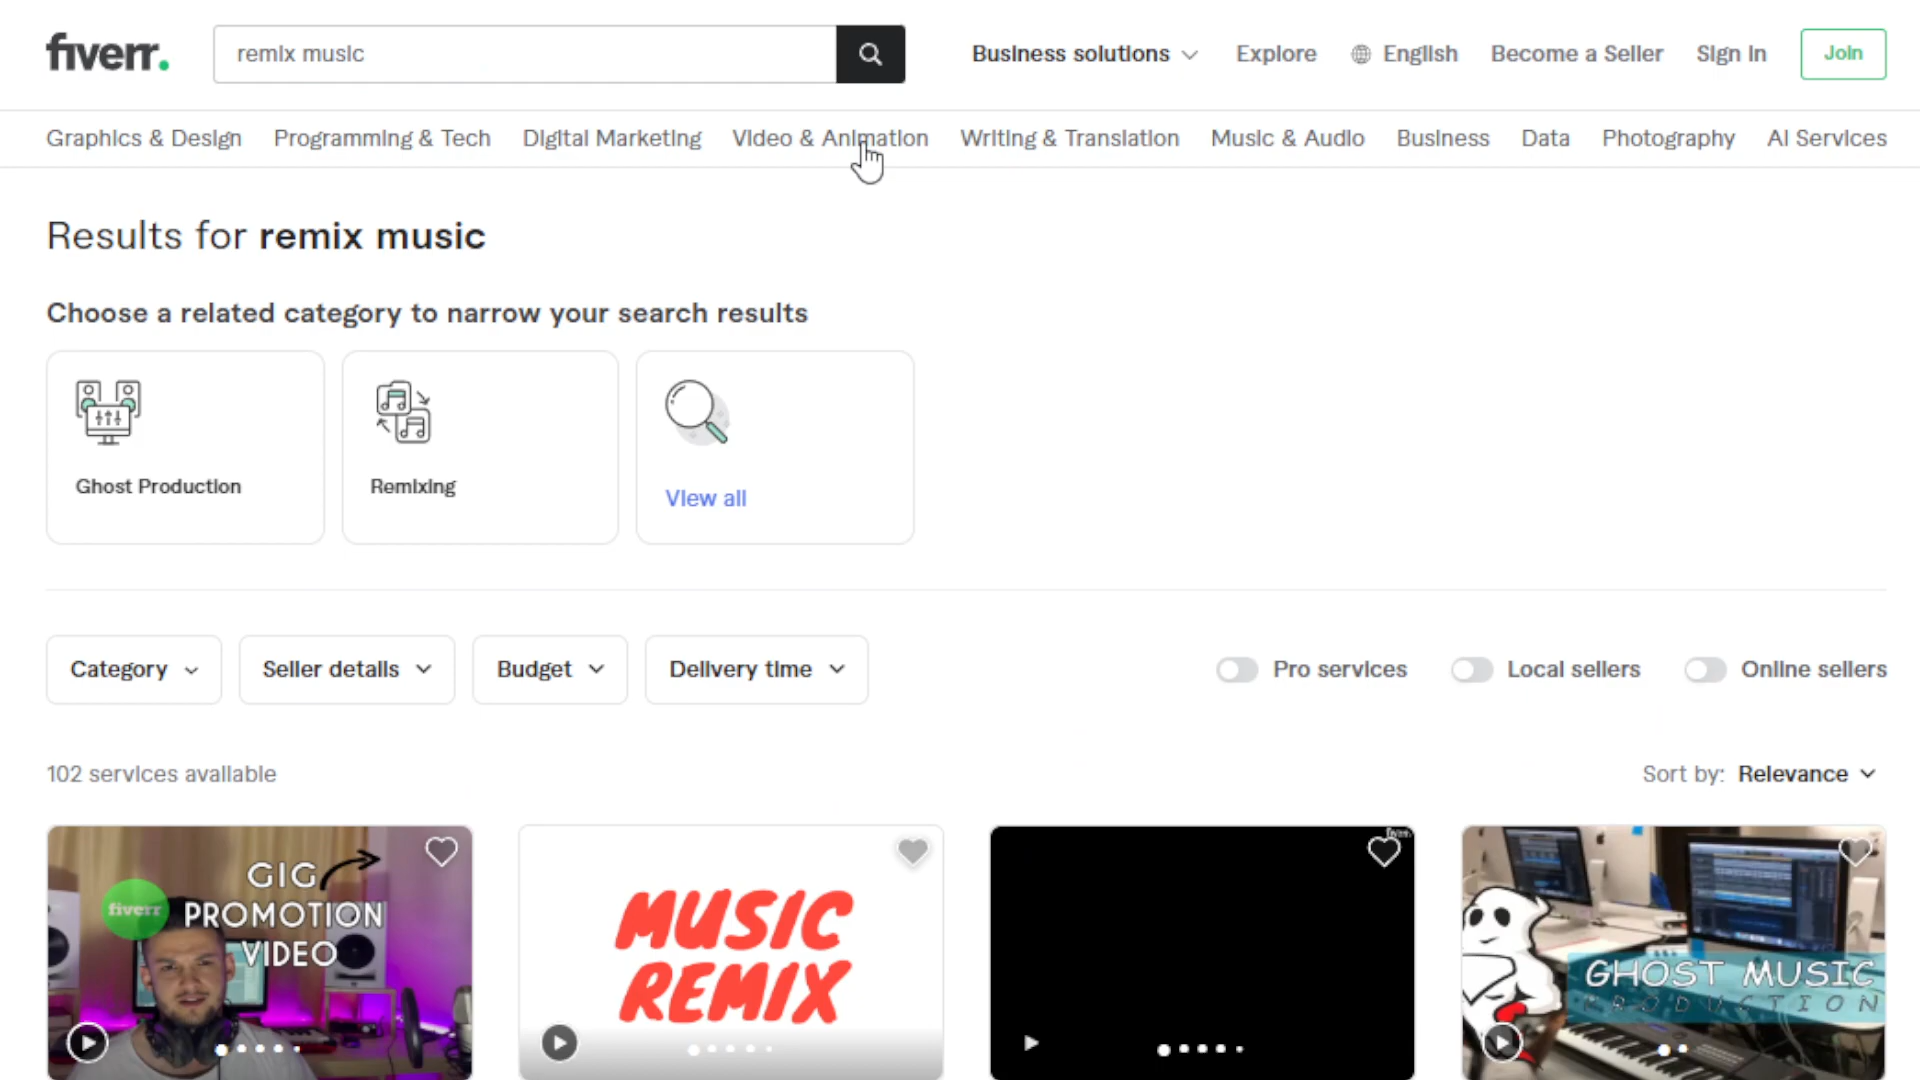 fiverr.
remix music
Business solutions
Explore
English
Become a Seller
Sign In
Join
Graphics & Design
Programming & Tech
Digital Marketing
Video & Animation
Writing & Translation
Music & Audio
Business
Data
Photography
AI Services
Results for remix music
Choose a related category to narrow your search results
Ghost Production
Remixing
View all
Category
Seller details
Budget
Delivery time
Pro services
Local sellers
Online sellers
102 services available
Sort by: Relevance
GIG
fiverr
PROMOTION
VIDEO
MUSIC
REMIX
fiverr.
GHOST MUSIC
PRODUCTION